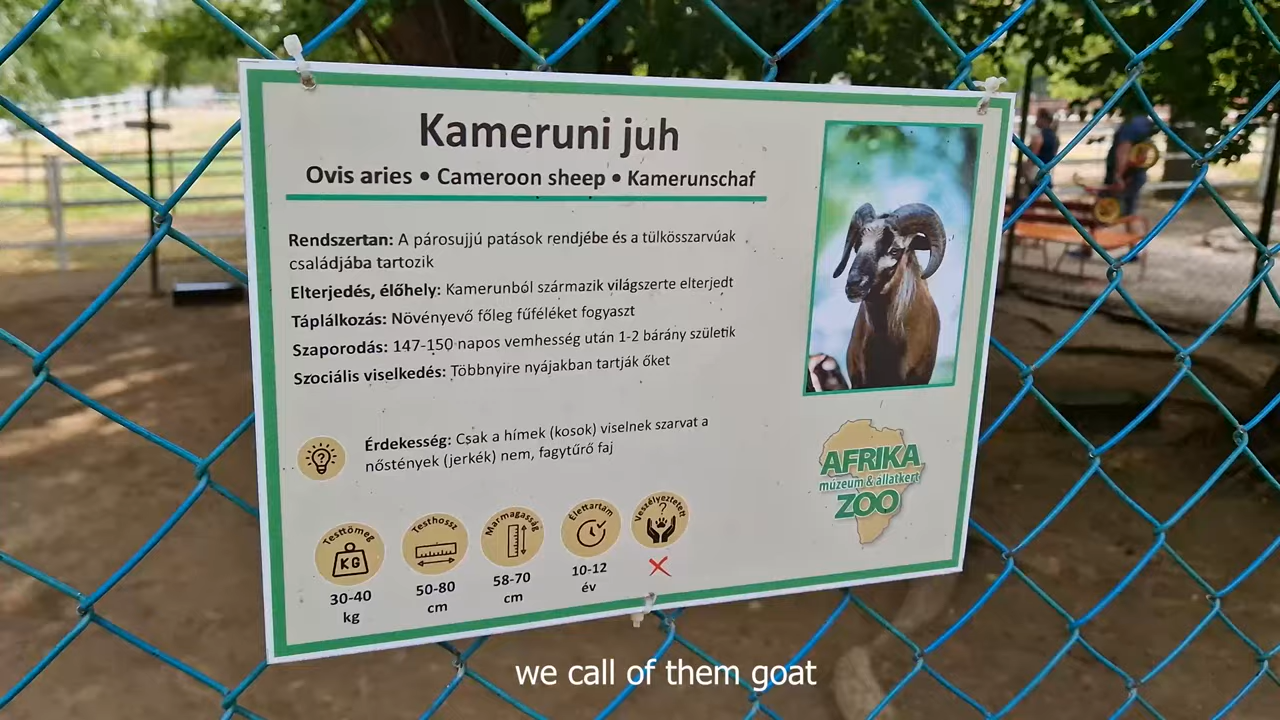 Kameruni juh
Ovis aries • Cameroon sheep • Kamerunschaf
Rendszertan: A párosujjú patások rendjébe és a tülkösszarvúak
családjába tartozik
Elterjedés, élőhely: Kamerunból származik világszerte elterjedt
Táplálkozás: Növényevő főleg fűféléket fogyaszt
Szaporodás: 147-150 napos vemhesség után 1-2 bárány születik
Szociális viselkedés: Többnyire nyájakban tartják őket
Érdekesség: Csak a hímek (kosok) viselnek szarvat a
nőstények (jerkék) nem, fagytűrő faj
AFRIKA
múzeum & állatkert
ZOO
Testtömeg
KG
30-40
kg
Testhossz
50-80
cm
Marmagasság
58-70
cm
Élettartam
10-12
év
Veszélyeztetett
?
we call of them goat